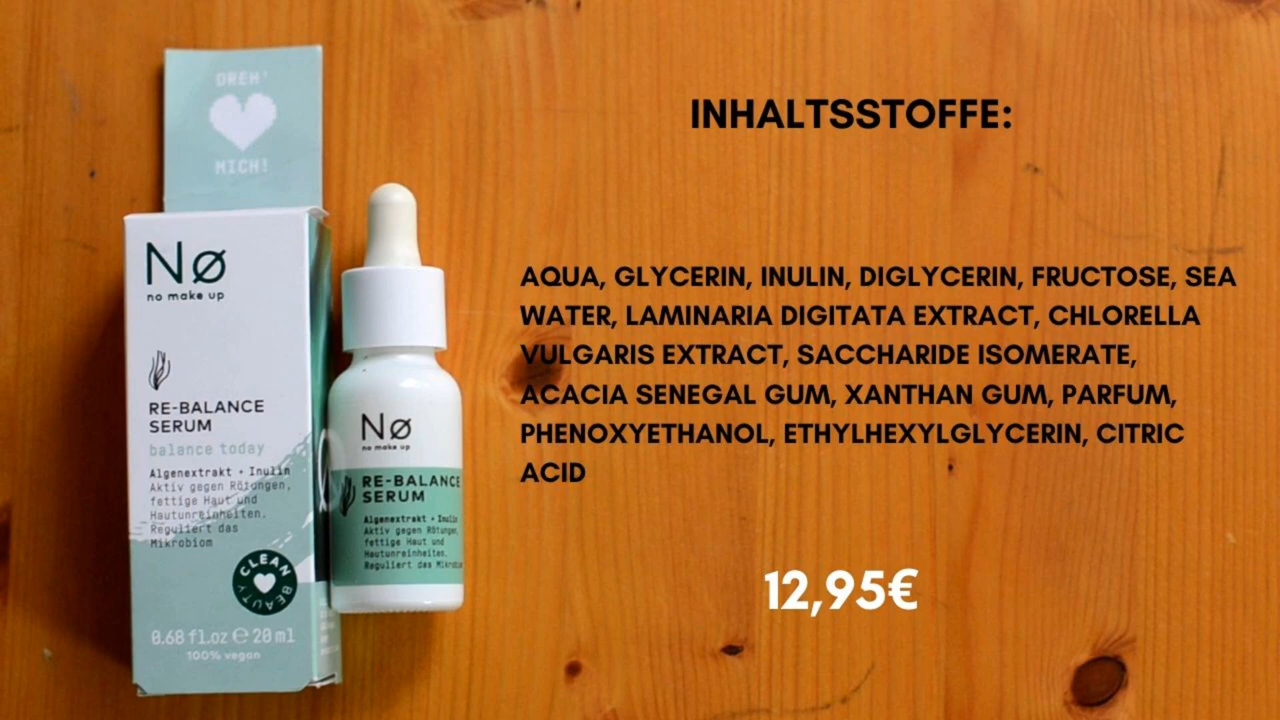 DREH'
MICH!
Nø
no make up
RE-BALANCE
SERUM
balance today
Algenextrakt + Inulin
Aktiv gegen Rötungen,
fettige Haut und
Hautunreinheiten.
Reguliert das
Mikrobiom
CLEAN
BEAUTY
0.68 fl.oz ℮ 20 ml
100% vegan
Nø
no make up
RE-BALANCE
SERUM
Algenextrakt + Inulin
Aktiv gegen Rötungen,
fettige Haut und
Hautunreinheiten.
Reguliert das
INHALTSSTOFFE:
AQUA, GLYCERIN, INULIN, DIGLYCERIN, FRUCTOSE, SEA
WATER, LAMINARIA DIGITATA EXTRACT, CHLORELLA
VULGARIS EXTRACT, SACCHARIDE ISOMERATE,
ACACIA SENEGAL GUM, XANTHAN GUM, PARFUM,
PHENOXYETHANOL, ETHYLHEXYLGLYCERIN, CITRIC
ACID
12,95€